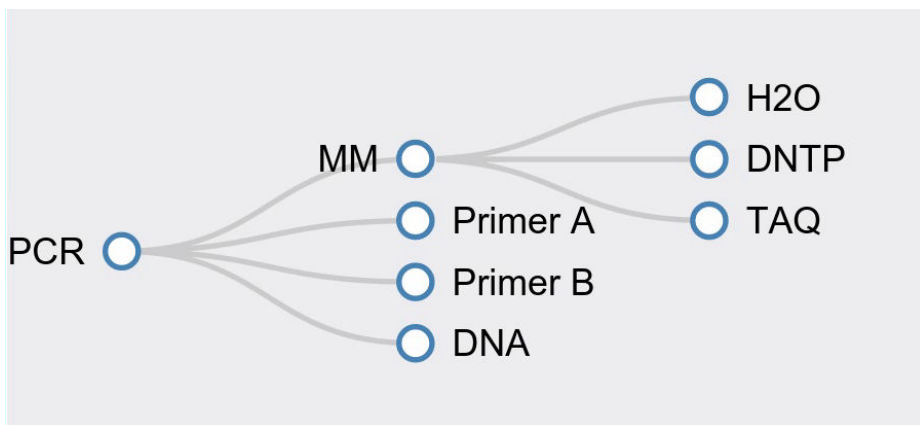 H2O
MM
DNTP
Primer A
TAQ
PCR
Primer B
DNA